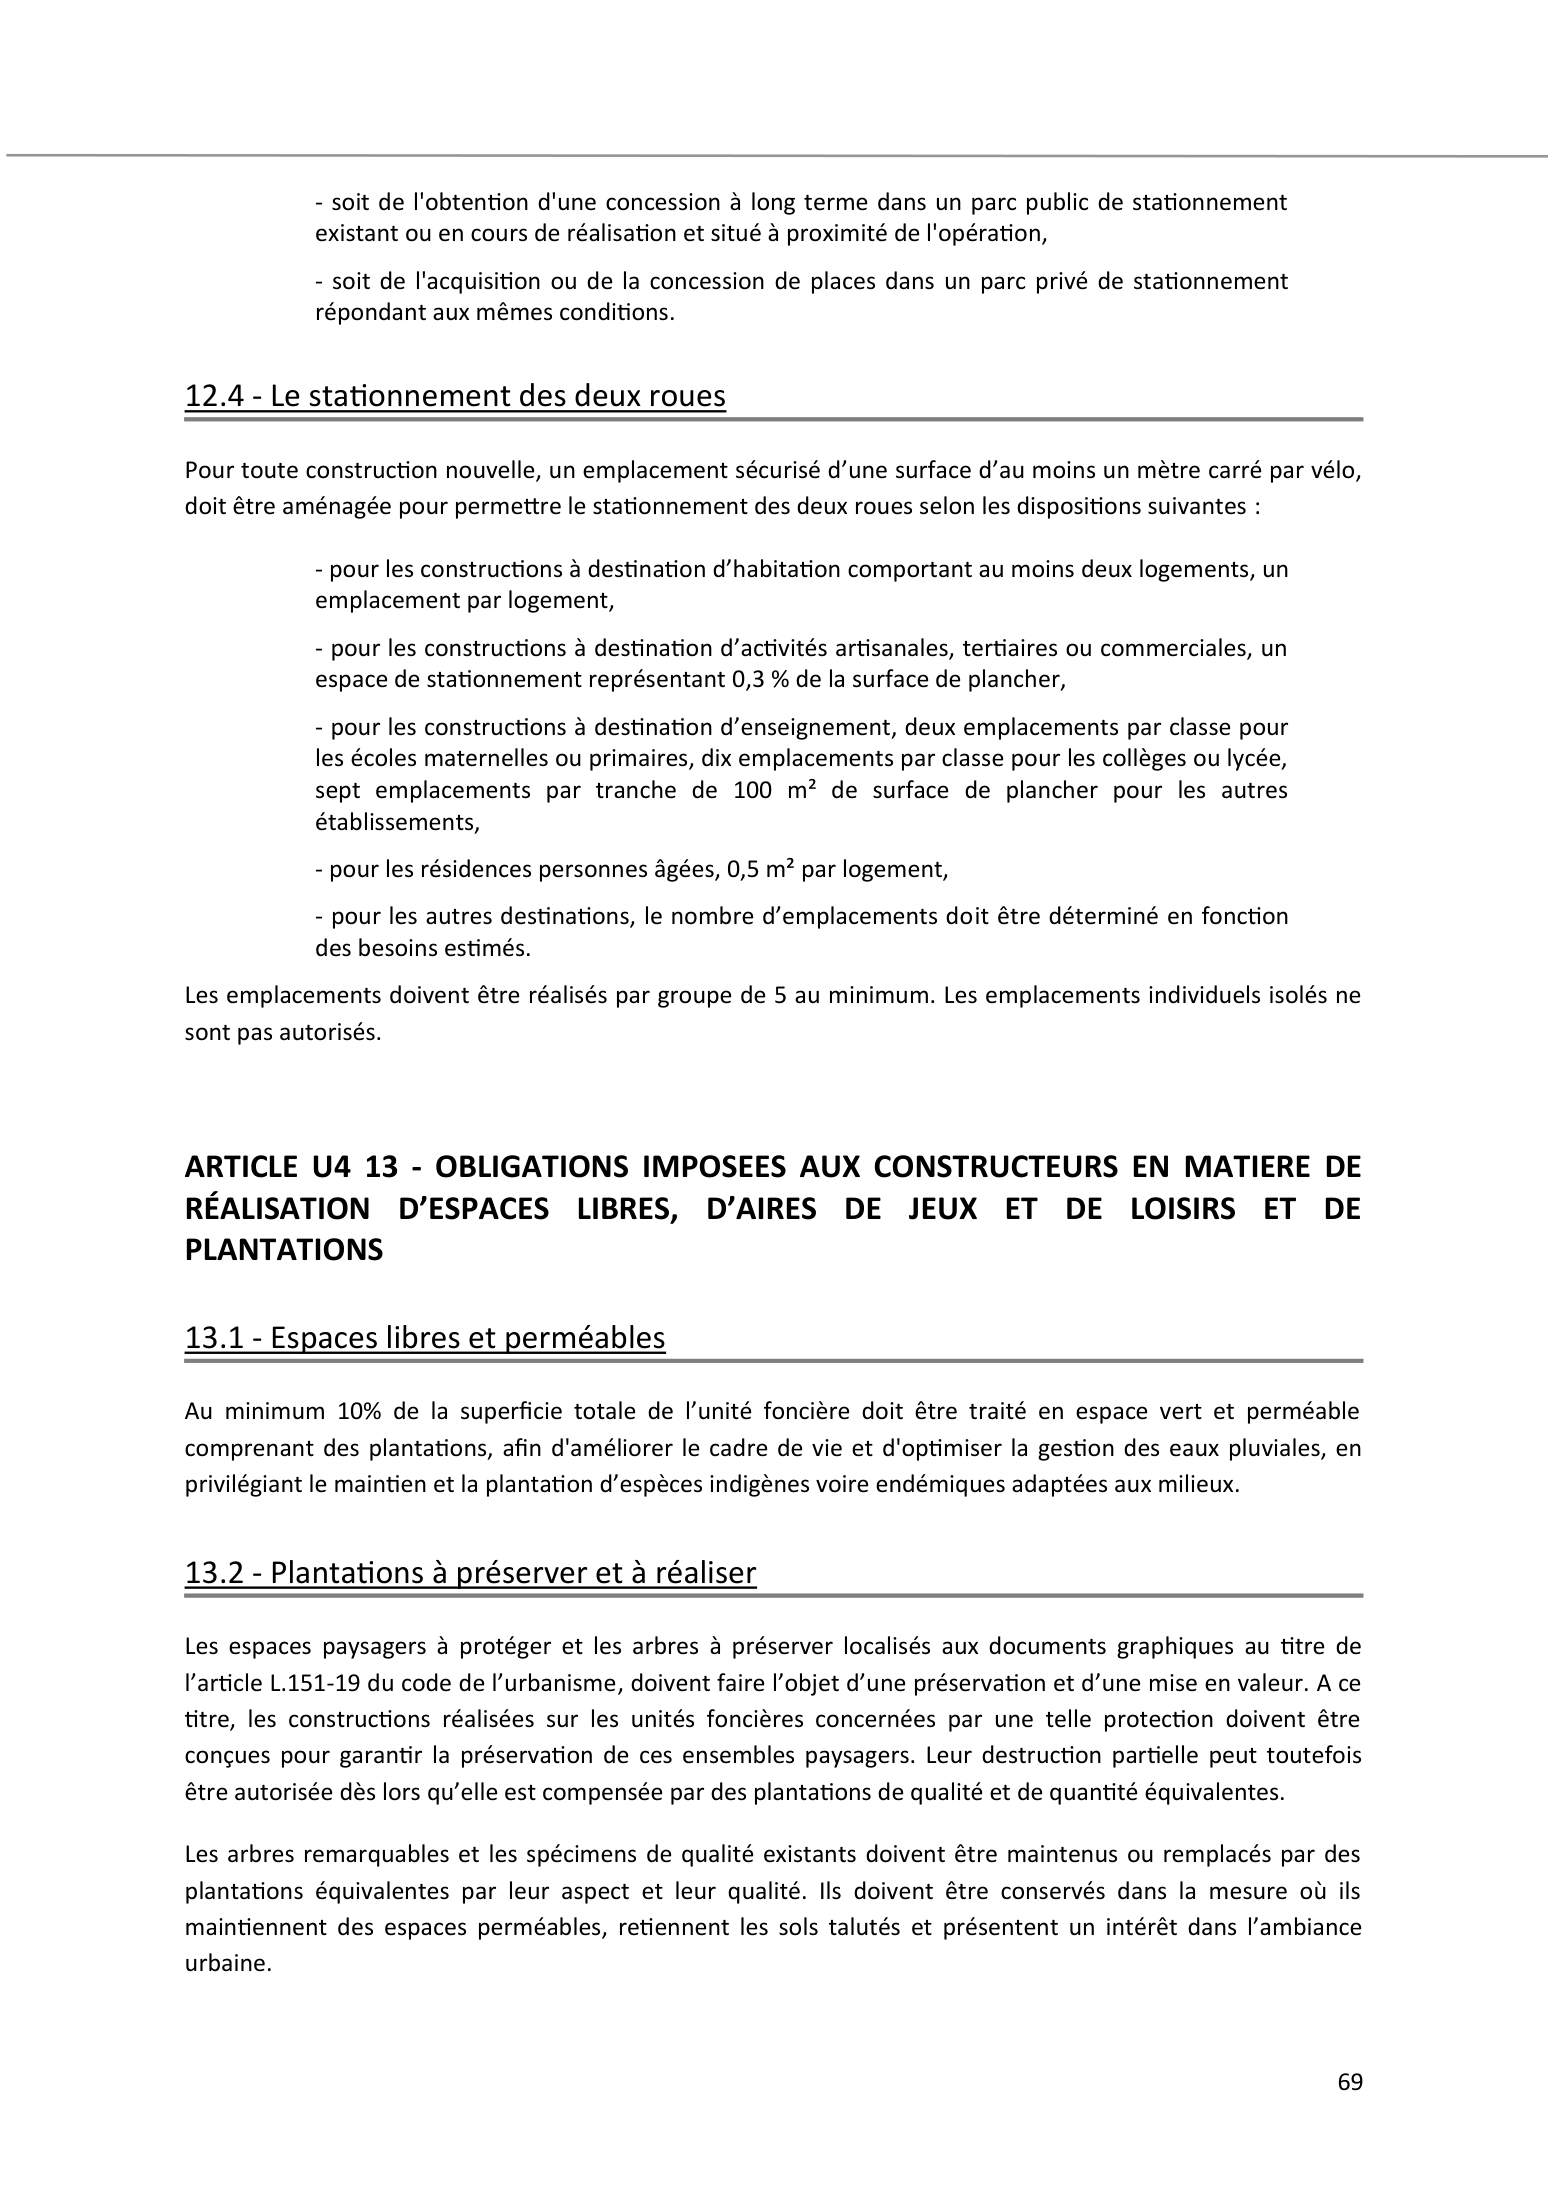 - soit de l'obtention d'une concession à long terme dans un parc public de stationnement
existant ou en cours de réalisation et situé à proximité de l'opération,
- soit de l'acquisition ou de la concession de places dans un parc privé de stationnement
répondant aux mêmes conditions.
12.4 - Le stationnement des deux roues
Pour toute construction nouvelle, un emplacement sécurisé d’une surface d’au moins un mètre carré par vélo,
doit être aménagée pour permettre le stationnement des deux roues selon les dispositions suivantes :
- pour les constructions à destination d’habitation comportant au moins deux logements, un
emplacement par logement,
- pour les constructions à destination d’activités artisanales, tertiaires ou commerciales, un
espace de stationnement représentant 0,3 % de la surface de plancher,
- pour les constructions à destination d’enseignement, deux emplacements par classe pour
les écoles maternelles ou primaires, dix emplacements par classe pour les collèges ou lycée,
sept emplacements par tranche de 100 m² de surface de plancher pour les autres
établissements,
- pour les résidences personnes âgées, 0,5 m² par logement,
- pour les autres destinations, le nombre d’emplacements doit être déterminé en fonction
des besoins estimés.
Les emplacements doivent être réalisés par groupe de 5 au minimum. Les emplacements individuels isolés ne
sont pas autorisés.
ARTICLE U4 13 - OBLIGATIONS IMPOSEES AUX CONSTRUCTEURS EN MATIERE DE
RÉALISATION D’ESPACES LIBRES, D’AIRES DE JEUX ET DE LOISIRS ET DE
PLANTATIONS
13.1 - Espaces libres et perméables
Au minimum 10% de la superficie totale de l’unité foncière doit être traité en espace vert et perméable
comprenant des plantations, afin d'améliorer le cadre de vie et d'optimiser la gestion des eaux pluviales, en
privilégiant le maintien et la plantation d’espèces indigènes voire endémiques adaptées aux milieux.
13.2 - Plantations à préserver et à réaliser
Les espaces paysagers à protéger et les arbres à préserver localisés aux documents graphiques au titre de
l’article L.151-19 du code de l’urbanisme, doivent faire l’objet d’une préservation et d’une mise en valeur. A ce
titre, les constructions réalisées sur les unités foncières concernées par une telle protection doivent être
conçues pour garantir la préservation de ces ensembles paysagers. Leur destruction partielle peut toutefois
être autorisée dès lors qu’elle est compensée par des plantations de qualité et de quantité équivalentes.
Les arbres remarquables et les spécimens de qualité existants doivent être maintenus ou remplacés par des
plantations équivalentes par leur aspect et leur qualité. Ils doivent être conservés dans la mesure où ils
maintiennent des espaces perméables, retiennent les sols talutés et présentent un intérêt dans l’ambiance
urbaine.
69